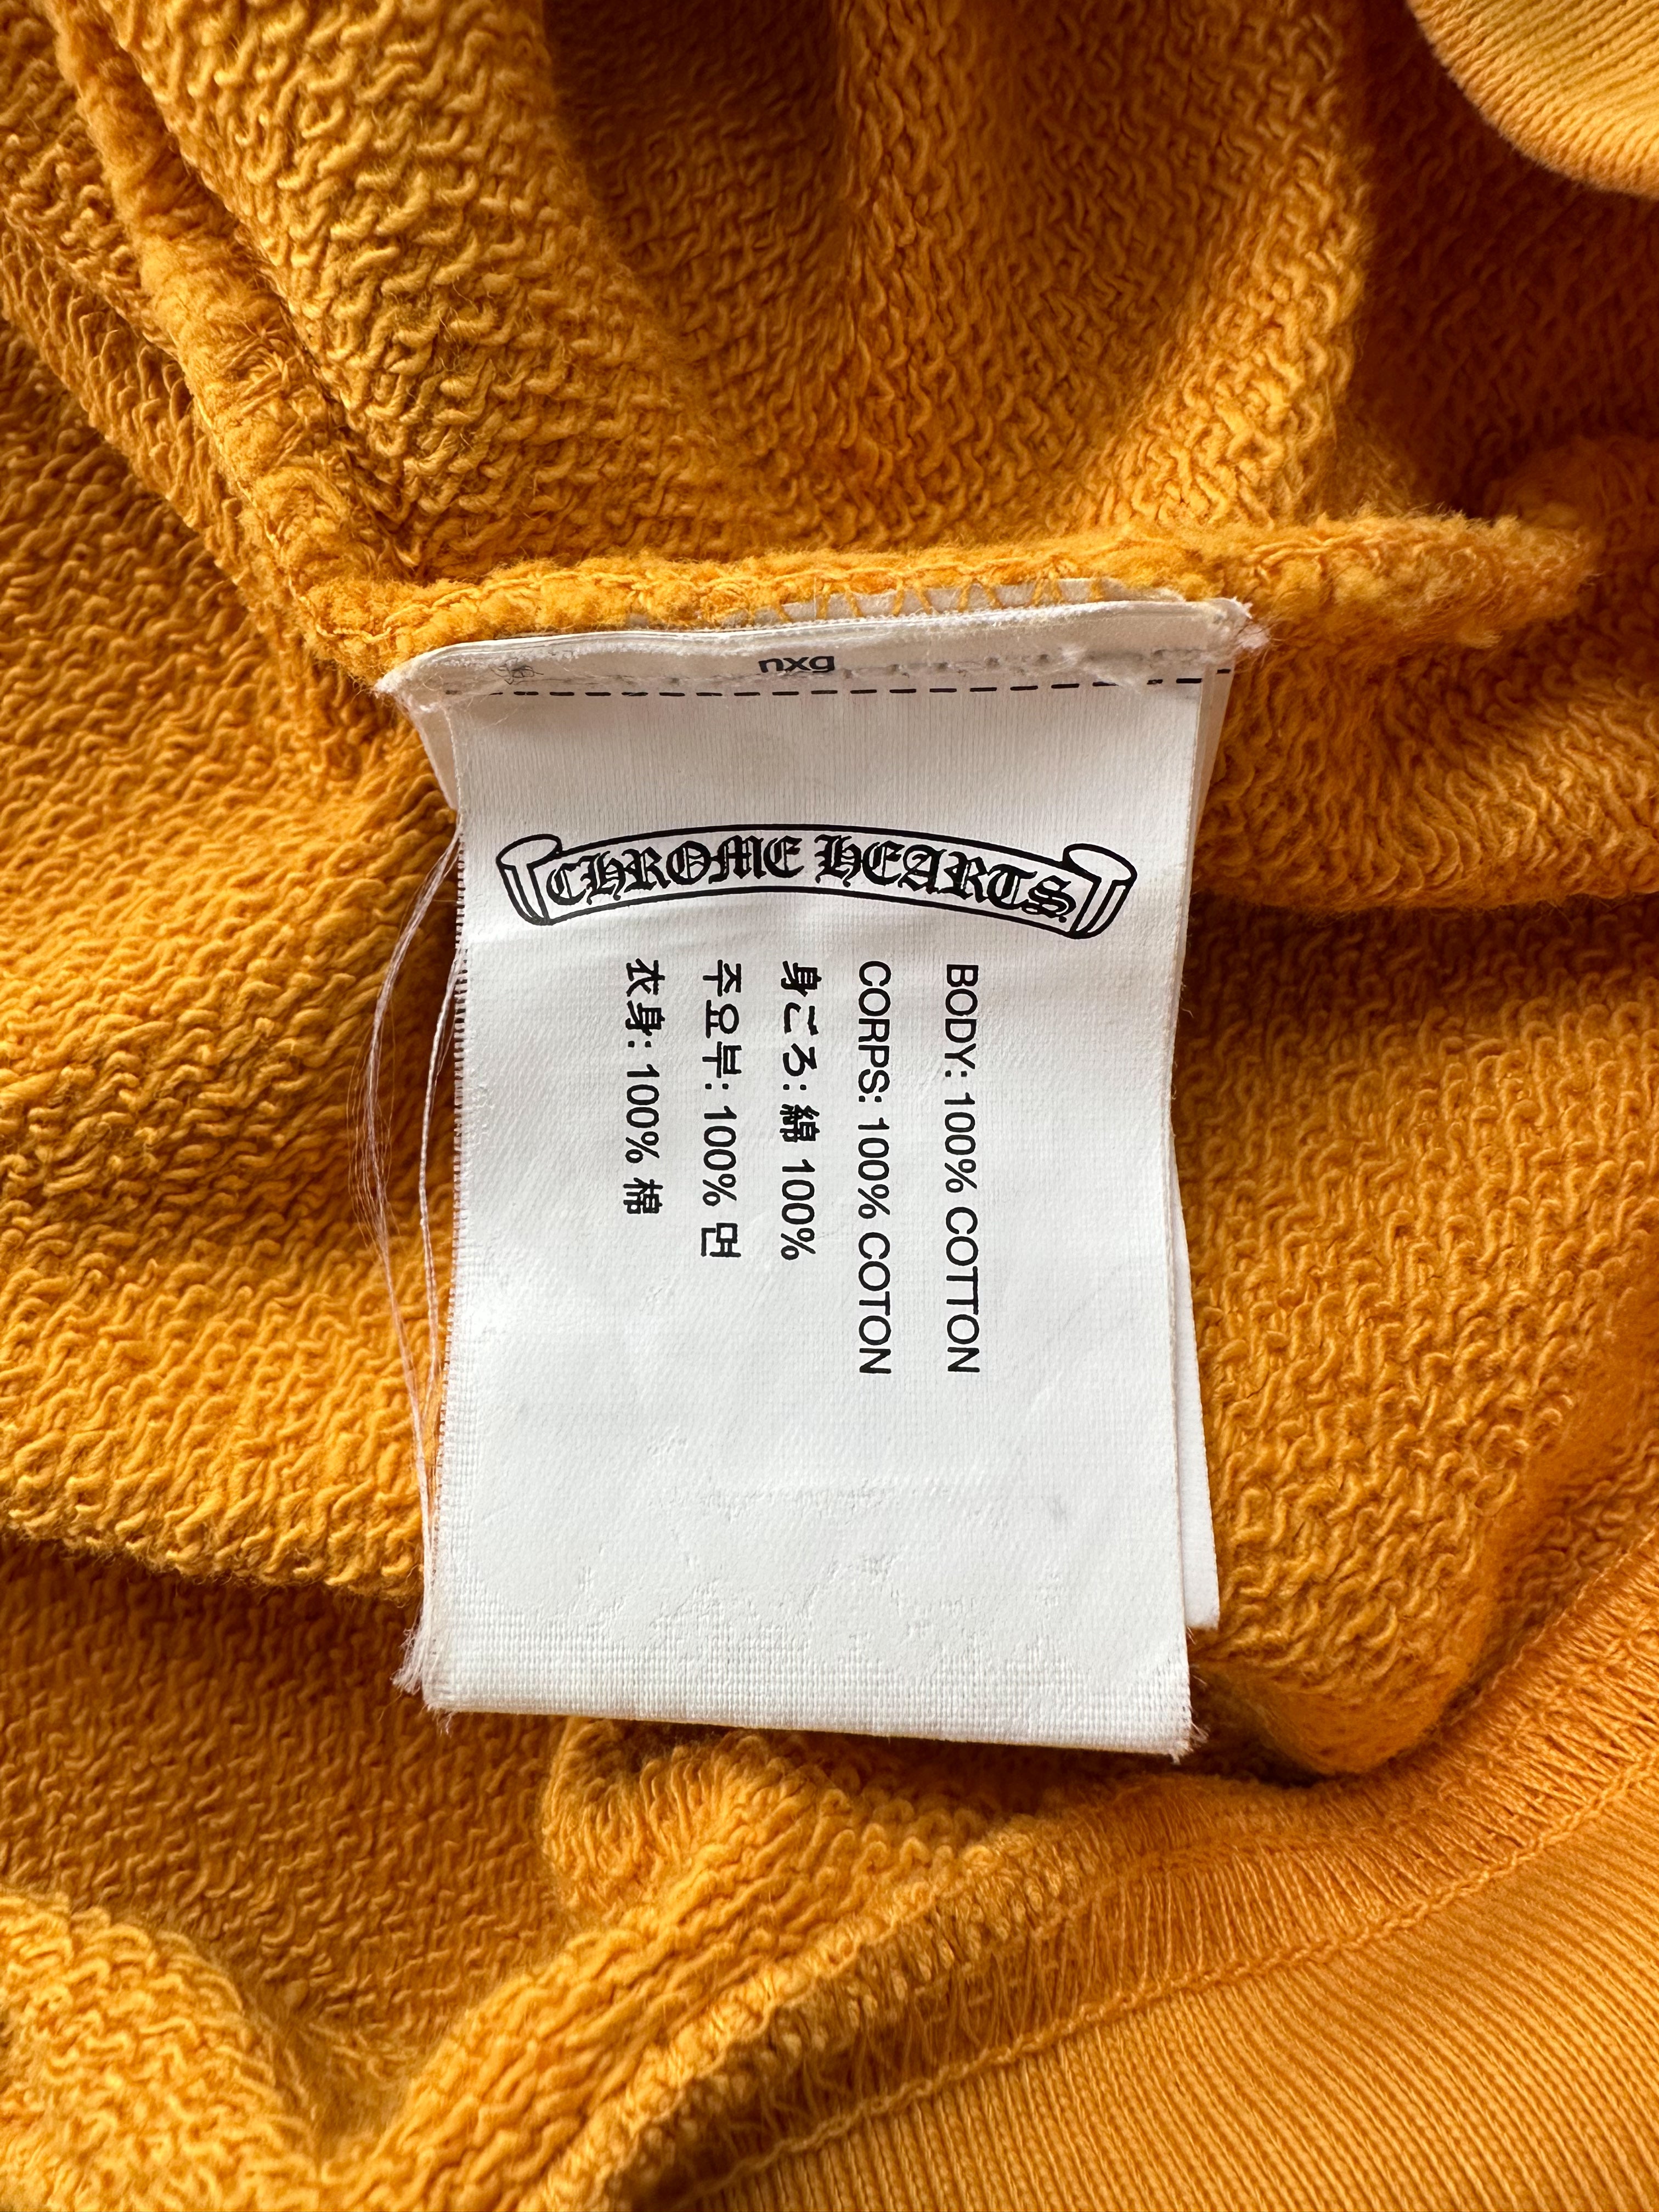 nxg
CHROME HEARTS
BODY: 100% COTTON
CORPS: 100% COTON
身ごろ: 綿 100%
주요부: 100% 면
衣身: 100% 棉